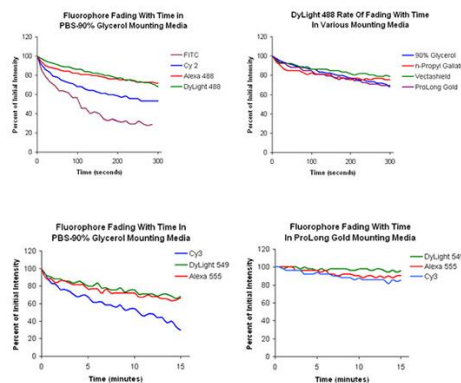 Fluorophore Fading With Time in
PBS-90% Glycerol Mounting Media
Percent of Initial Intensity
120
100
80
60
40
20
0
0
100
200
300
Time (seconds)
FITC
Cy 2
Alexa 488
DyLight 488
DyLight 488 Rate Of Fading With Time
In Various Mounting Media
Percent of Initial Intensity
120
100
80
60
40
20
0
0
100
200
300
Time (seconds)
90% Glycerol
n-Propyl Gallat
Vectashield
ProLong Gold
Fluorophore Fading With Time In
PBS-90% Glycerol Mounting Media
Percent of Initial Intensity
120
100
80
60
40
20
0
0
5
10
15
Time (minutes)
Cy3
DyLight 549
Alexa 555
Fluorophore Fading With Time
In ProLong Gold Mounting Media
Percent of Initial Intensity
120
100
80
60
40
20
0
0
5
10
15
Time (minutes)
DyLight 549
Alexa 555
Cy3